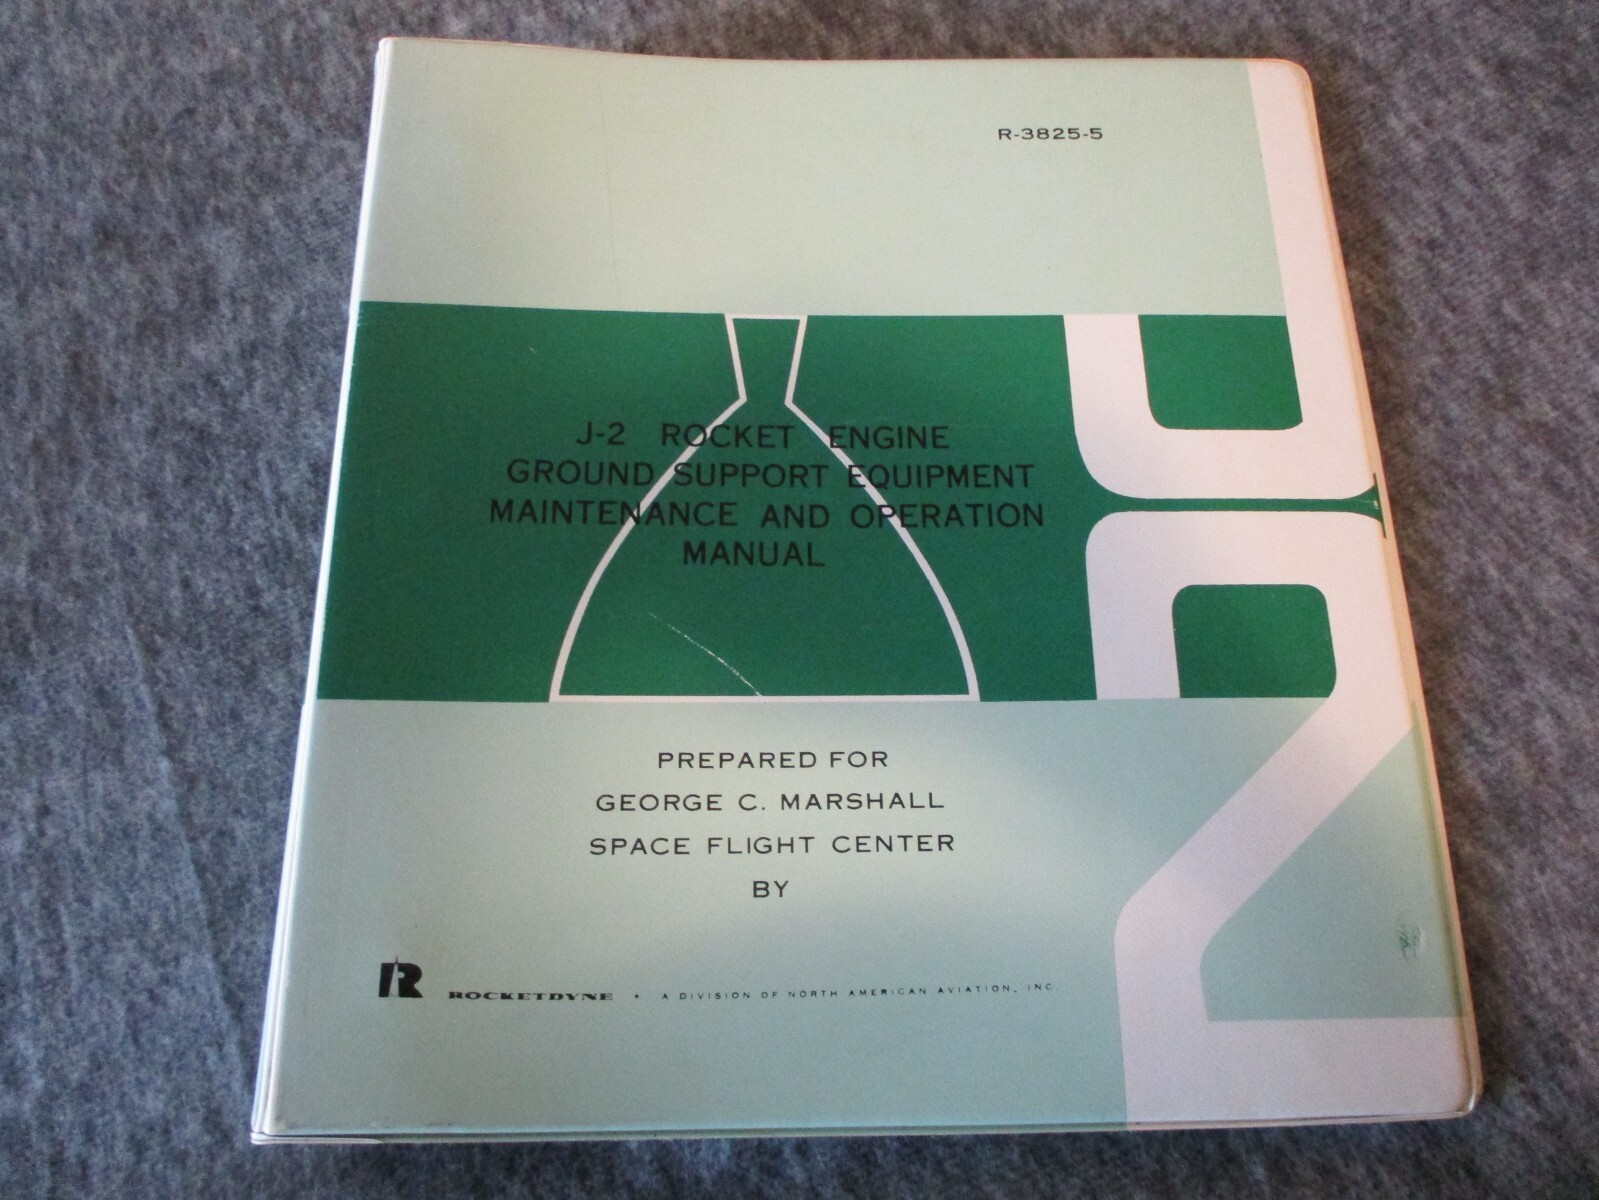 R-3825-5
J-2 ROCKET ENGINE
GROUND SUPPORT EQUIPMENT
MAINTENANCE AND OPERATION
MANUAL
J2
PREPARED FOR
GEORGE C. MARSHALL
SPACE FLIGHT CENTER
BY
R ROCKETDYNE • A DIVISION OF NORTH AMERICAN AVIATION, INC.